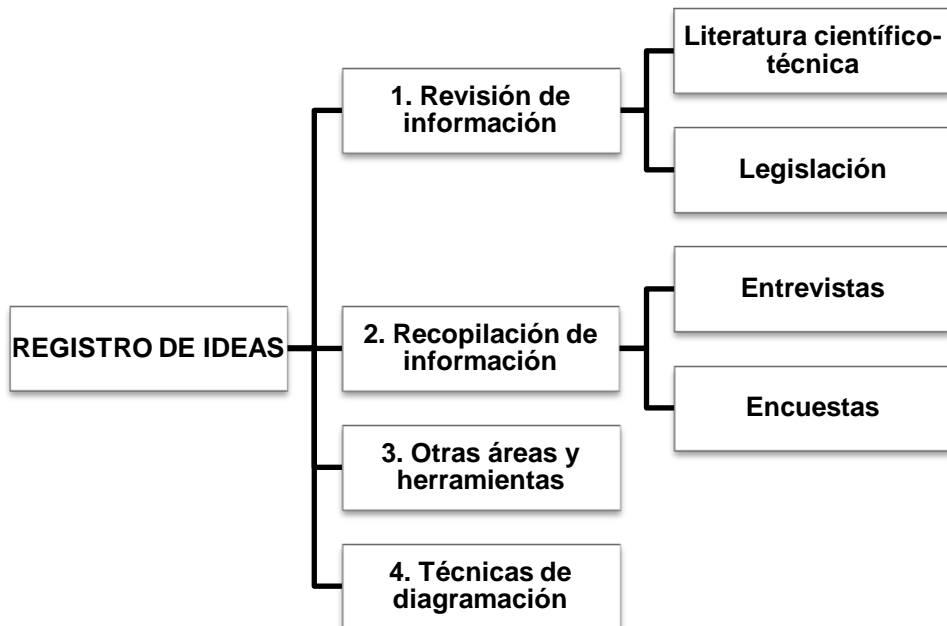 REGISTRO DE IDEAS
1. Revisión de
información
Literatura científico-
técnica
Legislación
2. Recopilación de
información
Entrevistas
Encuestas
3. Otras áreas y
herramientas
4. Técnicas de
diagramación